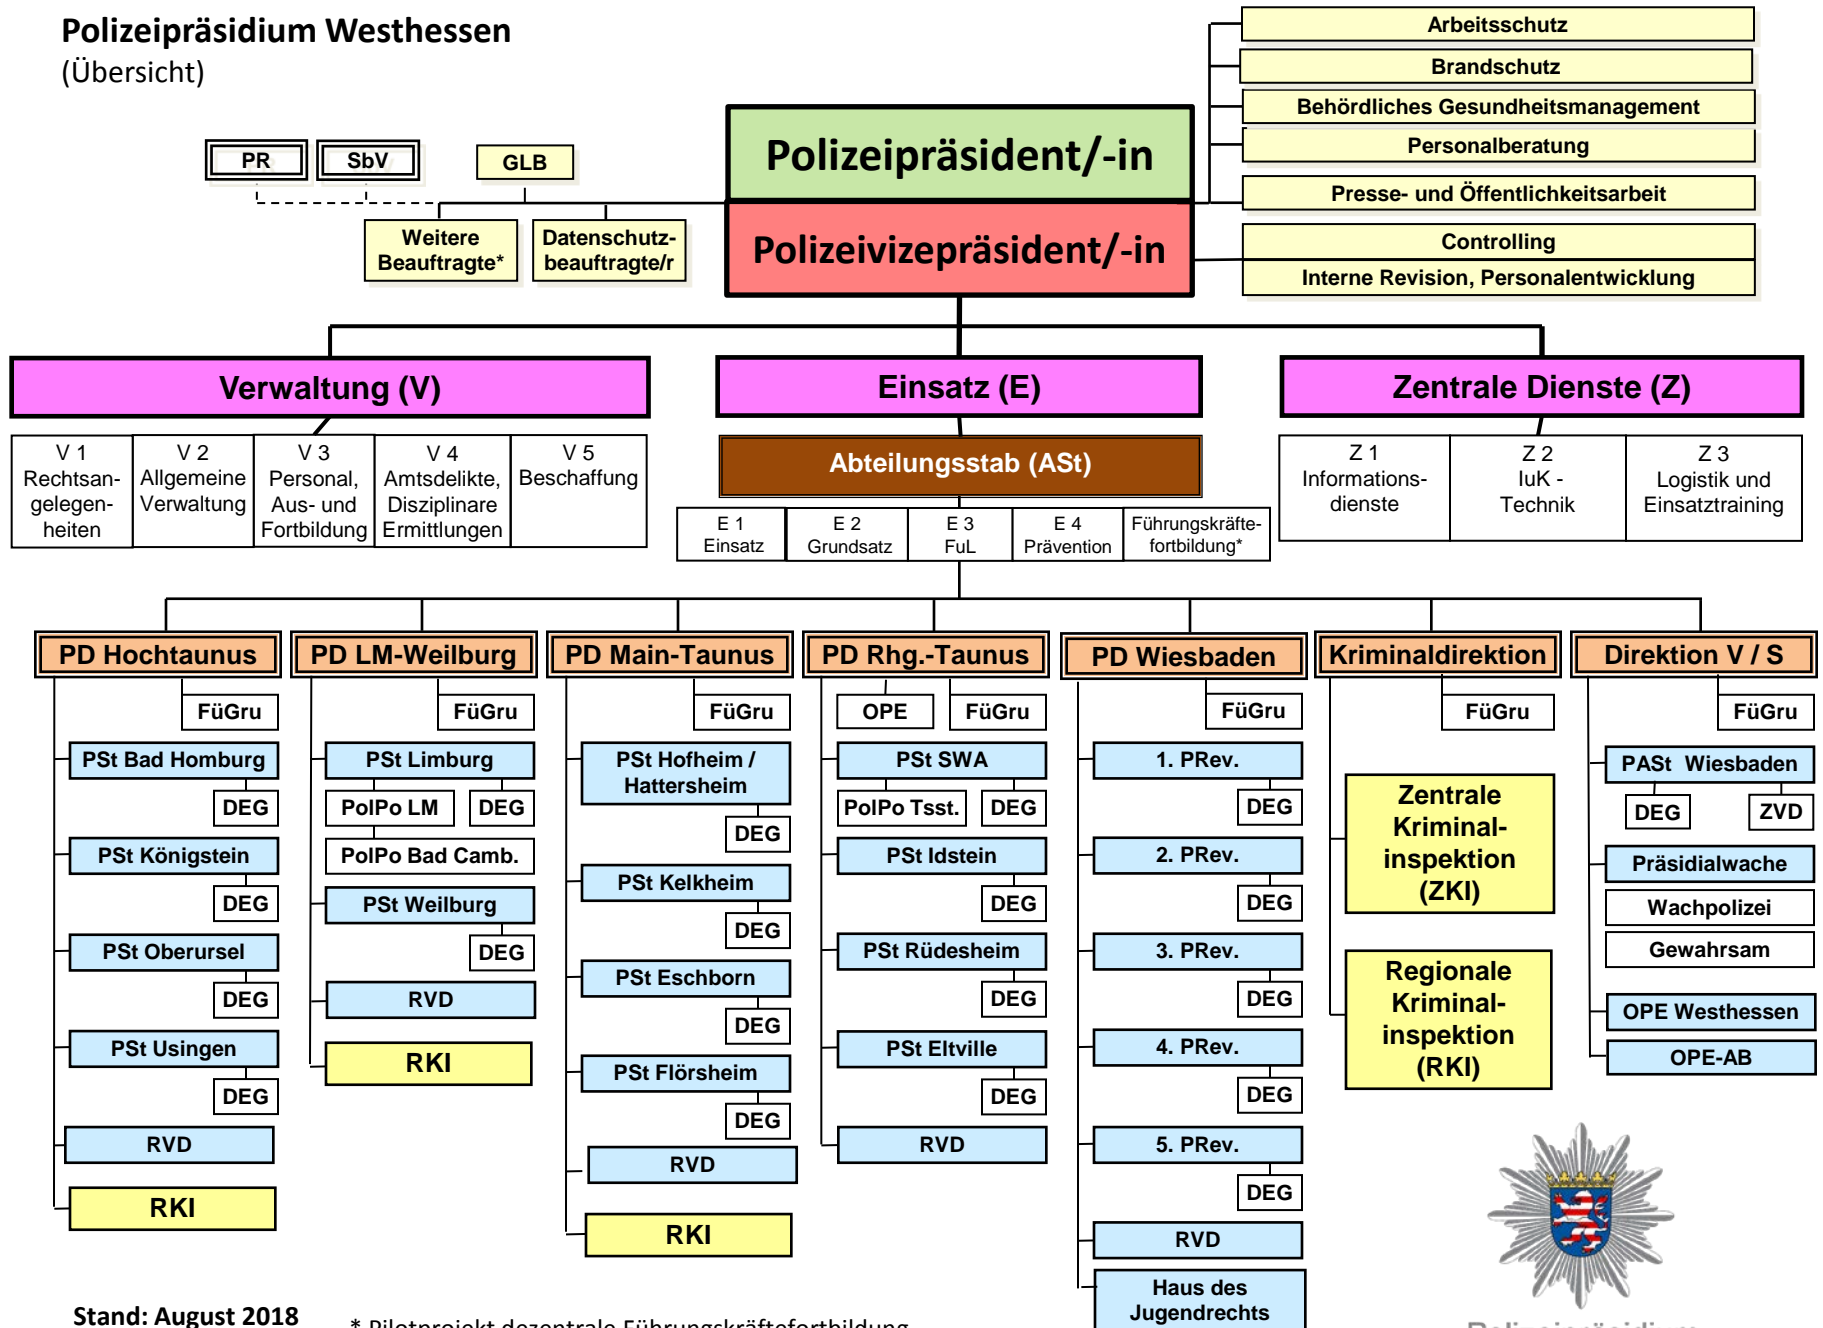 Polizeipräsidium Westhessen
(Übersicht)
Arbeitsschutz
Brandschutz
Behördliches Gesundheitsmanagement
Personalberatung
Presse- und Öffentlichkeitsarbeit
Controlling
Interne Revision, Personalentwicklung
PR
SbV
GLB
Weitere
Beauftragte*
Datenschutz-
beauftragte/r
Polizeipräsident/-in
Polizeivizepräsident/-in
Verwaltung (V)
Einsatz (E)
Zentrale Dienste (Z)
V 1
Rechtsan-
gelegen-
heiten
V 2
Allgemeine
Verwaltung
V 3
Personal,
Aus- und
Fortbildung
V 4
Amtsdelikte,
Disziplinare
Ermittlungen
V 5
Beschaffung
Abteilungsstab (ASt)
E 1
Einsatz
E 2
Grundsatz
E 3
FuL
E 4
Prävention
Führungskräfte-
fortbildung*
Z 1
Informations-
dienste
Z 2
IuK -
Technik
Z 3
Logistik und
Einsatztraining
PD Hochtaunus
FüGru
PSt Bad Homburg
DEG
PSt Königstein
DEG
PSt Oberursel
DEG
PSt Usingen
DEG
RVD
RKI
PD LM-Weilburg
FüGru
PSt Limburg
PolPo LM
DEG
PolPo Bad Camb.
PSt Weilburg
DEG
RVD
RKI
PD Main-Taunus
FüGru
PSt Hofheim /
Hattersheim
DEG
PSt Kelkheim
DEG
PSt Eschborn
DEG
PSt Flörsheim
DEG
RVD
RKI
PD Rhg.-Taunus
OPE
FüGru
PSt SWA
PolPo Tsst.
DEG
PSt Idstein
DEG
PSt Rüdesheim
DEG
PSt Eltville
DEG
RVD
PD Wiesbaden
FüGru
1. PRev.
DEG
2. PRev.
DEG
3. PRev.
DEG
4. PRev.
DEG
5. PRev.
DEG
RVD
Haus des
Jugendrechts
Kriminaldirektion
FüGru
Zentrale
Kriminal-
inspektion
(ZKI)
Regionale
Kriminal-
inspektion
(RKI)
Direktion V / S
FüGru
PASt Wiesbaden
DEG
ZVD
Präsidialwache
Wachpolizei
Gewahrsam
OPE Westhessen
OPE-AB
Stand: August 2018
* Pilotprojekt dezentrale Führungskräftefortbildung
Polizeipräsidium